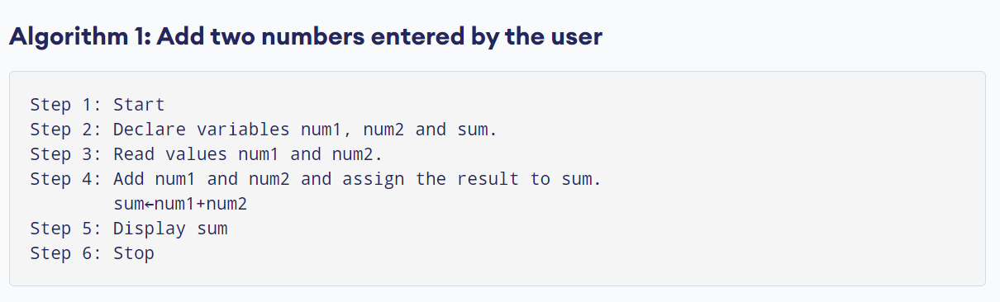 Algorithm 1: Add two numbers entered by the user
Step 1: Start
Step 2: Declare variables num1, num2 and sum.
Step 3: Read values num1 and num2.
Step 4: Add num1 and num2 and assign the result to sum.
sum←num1+num2
Step 5: Display sum
Step 6: Stop